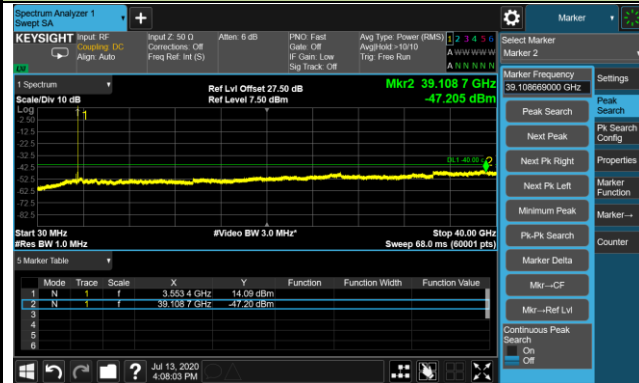 Spectrum Analyzer 1
Swept SA
+
Marker
KEYSIGHT
Input: RF
Coupling: DC
Align: Auto
Input Z: 50 Ω
Corrections: Off
Freq Ref: Int (S)
Atten: 6 dB
PNO: Fast
Gate: Off
IF Gain: Low
Sig Track: Off
Avg Type: Power (RMS)
Avg|Hold:>10/10
Trig: Free Run
1 2 3 4 5 6
A W W W W W
A N N N N N
Select Marker
Marker 2
1 Spectrum
Scale/Div 10 dB
Ref Lvl Offset 27.50 dB
Ref Level 7.50 dBm
Mkr2 39.108 7 GHz
-47.205 dBm
Log
-2.50
-12.5
-22.5
-32.5
-42.5
-52.5
-62.5
-72.5
-82.5
1
2
Start 30 MHz
#Res BW 1.0 MHz
#Video BW 3.0 MHz*
Stop 40.00 GHz
Sweep 68.0 ms (60001 pts)
5 Marker Table
Mode Trace Scale X Y Function Function Width Function Value
1 N 1 f 3.553 4 GHz 14.09 dBm
2 N 1 f 39.108 7 GHz -47.20 dBm
3
4
5
6
Jul 13, 2020
4:08:03 PM
Marker Frequency
39.108669000 GHz
Peak Search
Next Peak
Next Pk Right
Next Pk Left
Minimum Peak
Pk-Pk Search
Marker Delta
Mkr→CF
Mkr→Ref Lvl
Continuous Peak
Search
On
Off
Settings
Peak
Search
Pk Search
Config
Properties
Marker
Function
Marker→
Counter